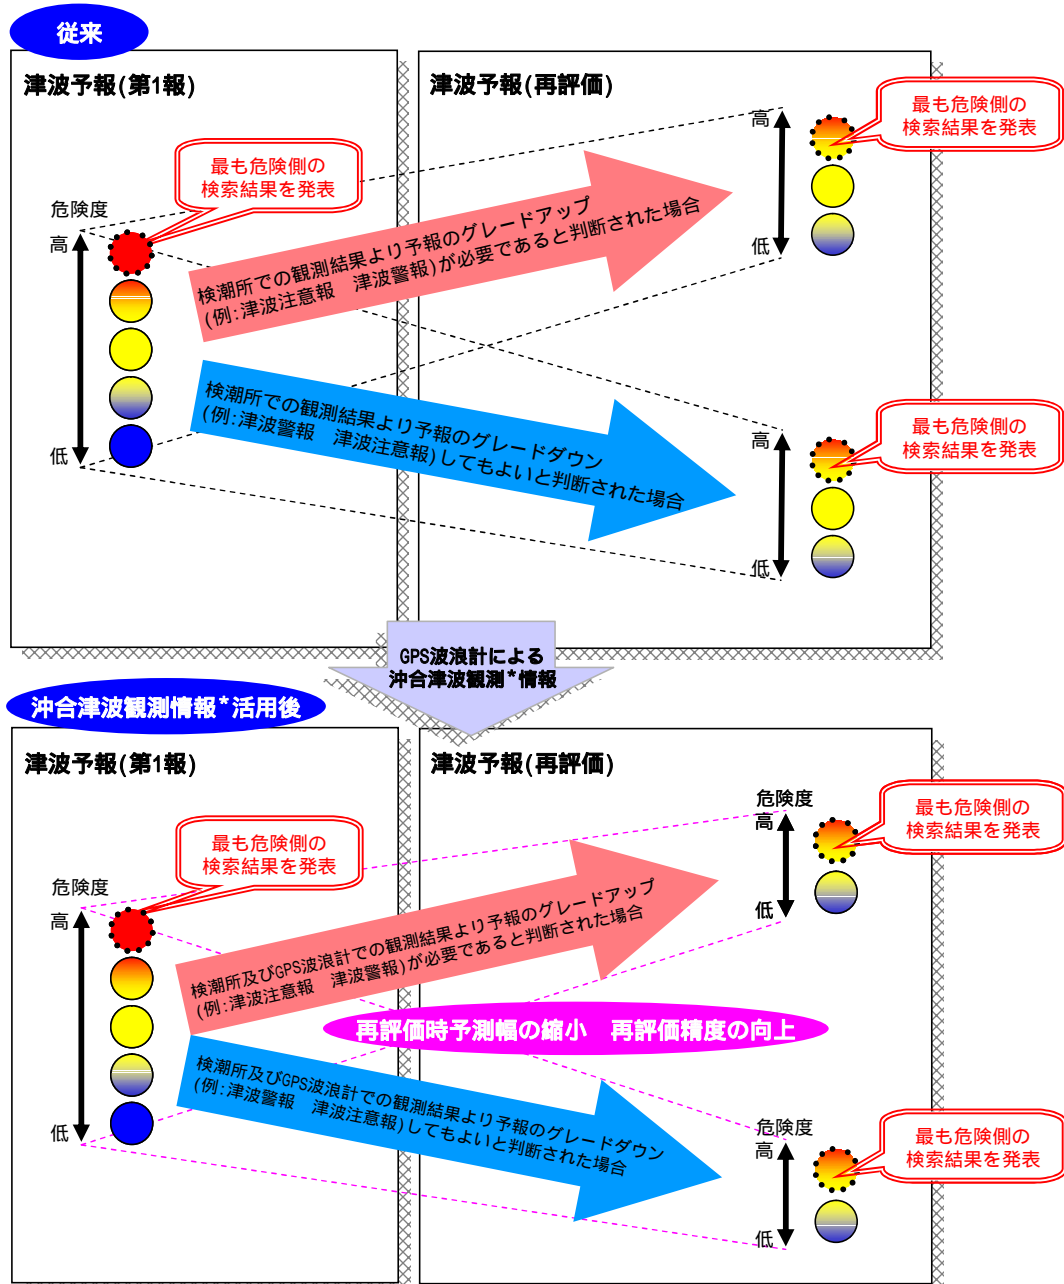 従来
津波予報(第1報)
津波予報(再評価)
最も危険側の
検索結果を発表
最も危険側の
検索結果を発表
危険度
高
低
高
低
検潮所での観測結果より予報のグレードアップ
(例:津波注意報　津波警報)が必要であると判断された場合
検潮所での観測結果より予報のグレードダウン
(例:津波警報　津波注意報)してもよいと判断された場合
最も危険側の
検索結果を発表
高
低
GPS波浪計による
沖合津波観測*情報
沖合津波観測情報*活用後
津波予報(第1報)
津波予報(再評価)
最も危険側の
検索結果を発表
危険度
高
低
最も危険側の
検索結果を発表
危険度
高
低
検潮所及びGPS波浪計での観測結果より予報のグレードアップ
(例:津波注意報　津波警報)が必要であると判断された場合
再評価時予測幅の縮小　再評価精度の向上
検潮所及びGPS波浪計での観測結果より予報のグレードダウン
(例:津波警報　津波注意報)してもよいと判断された場合
危険度
高
低
最も危険側の
検索結果を発表